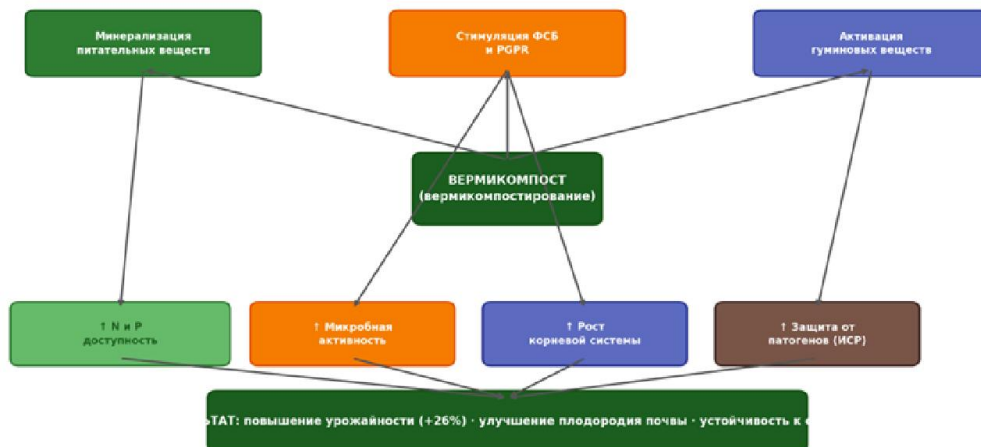 Минерализация
питательных веществ
Стимуляция ФСБ
и PGPR
Активация
гуминовых веществ
ВЕРМИКОМПОСТ
(вермикомпостирование)
↑ N и P
доступность
↑ Микробная
активность
↑ Рост
корневой системы
↑ Защита от
патогенов (ИСР)
ЬТАТ: повышение урожайности (+26%) · улучшение плодородия почвы · устойчивость к